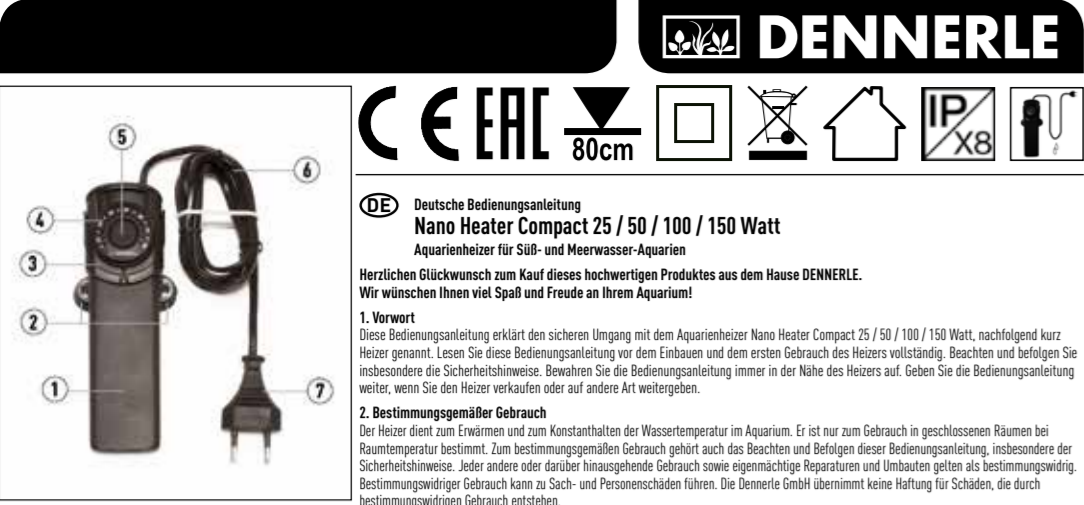 DENNERLE
CE EAC 80cm IP X8
5
6
4
3
2
1
7
DE Deutsche Bedienungsanleitung
Nano Heater Compact 25 / 50 / 100 / 150 Watt
Aquarienheizer für Süß- und Meerwasser-Aquarien
Herzlichen Glückwunsch zum Kauf dieses hochwertigen Produktes aus dem Hause DENNERLE.
Wir wünschen Ihnen viel Spaß und Freude an Ihrem Aquarium!
1. Vorwort
Diese Bedienungsanleitung erklärt den sicheren Umgang mit dem Aquarienheizer Nano Heater Compact 25 / 50 / 100 / 150 Watt, nachfolgend kurz
Heizer genannt. Lesen Sie diese Bedienungsanleitung vor dem Einbauen und dem ersten Gebrauch des Heizers vollständig. Beachten und befolgen Sie
insbesondere die Sicherheitshinweise. Bewahren Sie die Bedienungsanleitung immer in der Nähe des Heizers auf. Geben Sie die Bedienungsanleitung
weiter, wenn Sie den Heizer verkaufen oder auf andere Art weitergeben.
2. Bestimmungsgemäßer Gebrauch
Der Heizer dient zum Erwärmen und zum Konstanthalten der Wassertemperatur im Aquarium. Er ist nur zum Gebrauch in geschlossenen Räumen bei
Raumtemperatur bestimmt. Zum bestimmungsgemäßen Gebrauch gehört auch das Beachten und Befolgen dieser Bedienungsanleitung, insbesondere der
Sicherheitshinweise. Jeder andere oder darüber hinausgehende Gebrauch sowie eigenmächtige Reparaturen und Umbauten gelten als bestimmungswidrig.
Bestimmungswidriger Gebrauch kann zu Sach- und Personenschäden führen. Die Dennerle GmbH übernimmt keine Haftung für Schäden, die durch
bestimmungswidrigen Gebrauch entstehen.